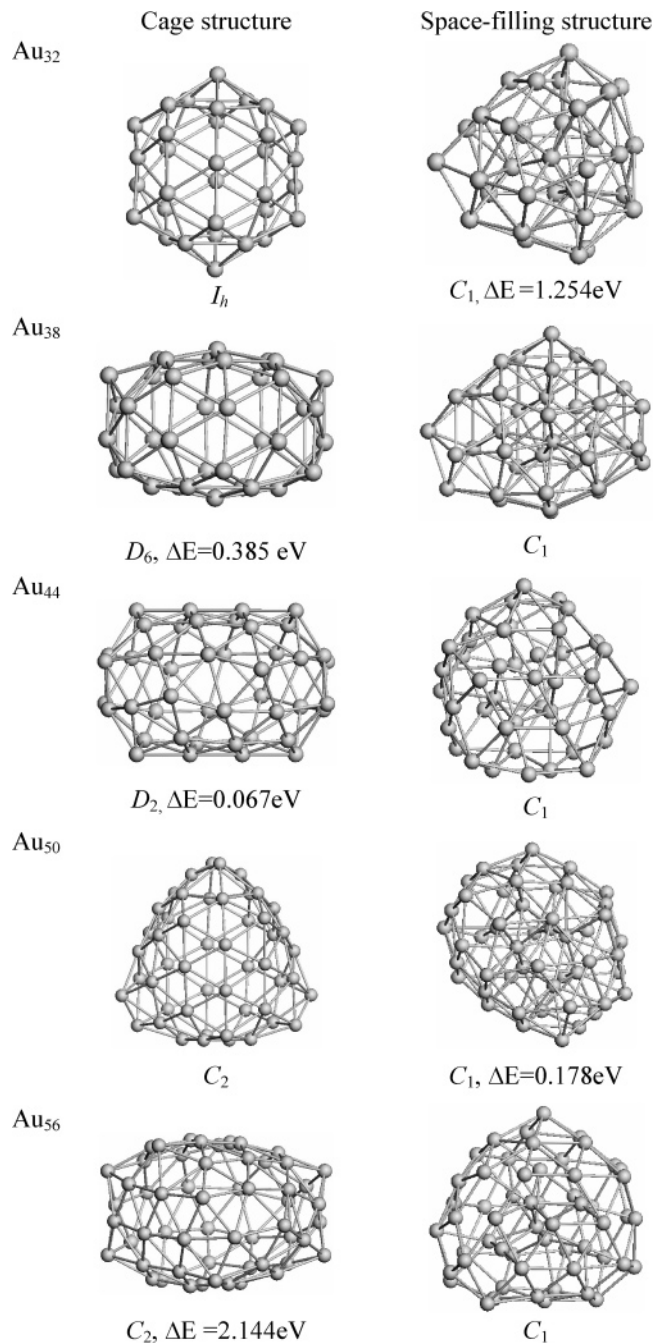 Cage structure Space-filling structure
Au₃₂
I_h C₁, ΔE =1.254eV
Au₃₈
D₆, ΔE=0.385 eV C₁
Au₄₄
D₂, ΔE=0.067eV C₁
Au₅₀
C₂ C₁, ΔE=0.178eV
Au₅₆
C₂, ΔE =2.144eV C₁